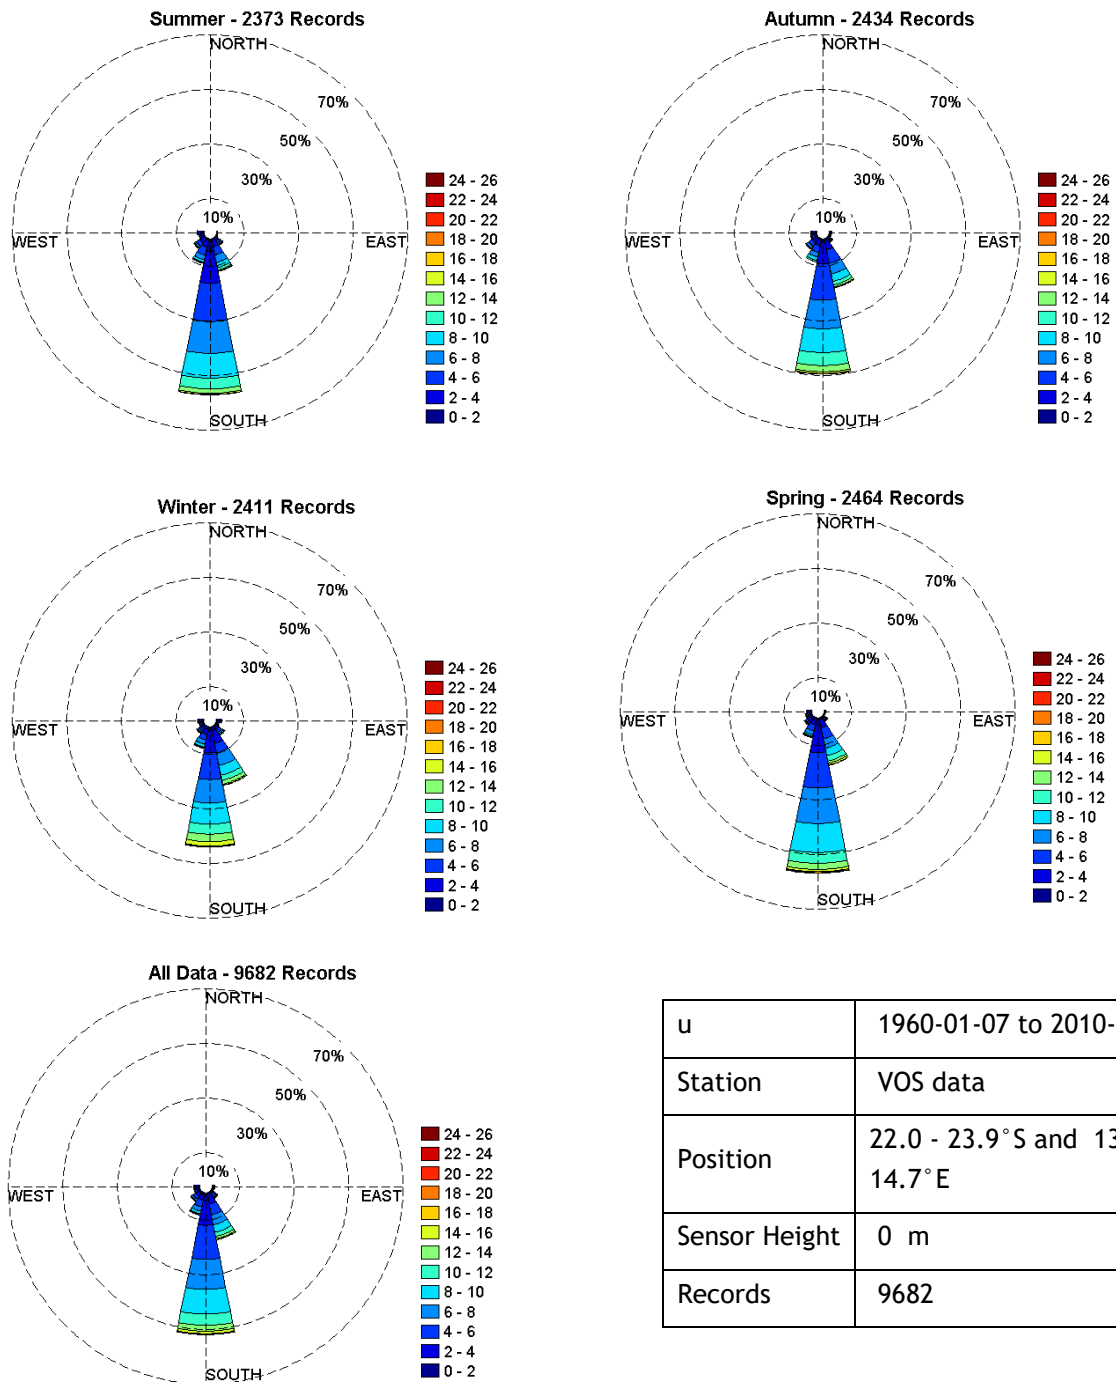 Summer - 2373 Records
NORTH
70%
50%
30%
10%
WEST
EAST
SOUTH
24 - 26
22 - 24
20 - 22
18 - 20
16 - 18
14 - 16
12 - 14
10 - 12
8 - 10
6 - 8
4 - 6
2 - 4
0 - 2
Autumn - 2434 Records
NORTH
70%
50%
30%
10%
WEST
EAST
SOUTH
24 - 26
22 - 24
20 - 22
18 - 20
16 - 18
14 - 16
12 - 14
10 - 12
8 - 10
6 - 8
4 - 6
2 - 4
0 - 2
Winter - 2411 Records
NORTH
70%
50%
30%
10%
WEST
EAST
SOUTH
24 - 26
22 - 24
20 - 22
18 - 20
16 - 18
14 - 16
12 - 14
10 - 12
8 - 10
6 - 8
4 - 6
2 - 4
0 - 2
Spring - 2464 Records
NORTH
70%
50%
30%
10%
WEST
EAST
SOUTH
24 - 26
22 - 24
20 - 22
18 - 20
16 - 18
14 - 16
12 - 14
10 - 12
8 - 10
6 - 8
4 - 6
2 - 4
0 - 2
All Data - 9682 Records
NORTH
70%
50%
30%
10%
WEST
EAST
SOUTH
24 - 26
22 - 24
20 - 22
18 - 20
16 - 18
14 - 16
12 - 14
10 - 12
8 - 10
6 - 8
4 - 6
2 - 4
0 - 2
u 1960-01-07 to 2010-
Station VOS data
Position 22.0 - 23.9°S and 13
14.7°E
Sensor Height 0 m
Records 9682